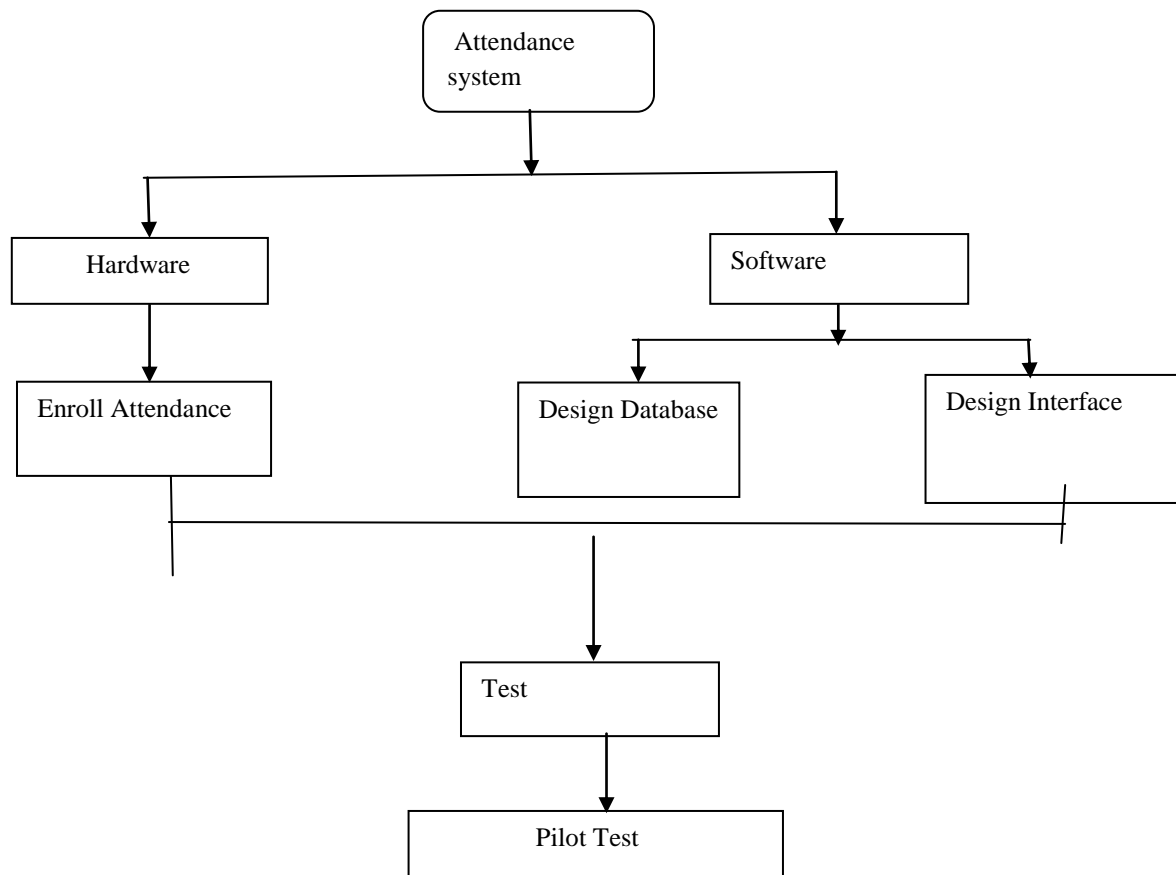 Attendance
system
Hardware
Software
Enroll Attendance
Design Database
Design Interface
Test
Pilot Test